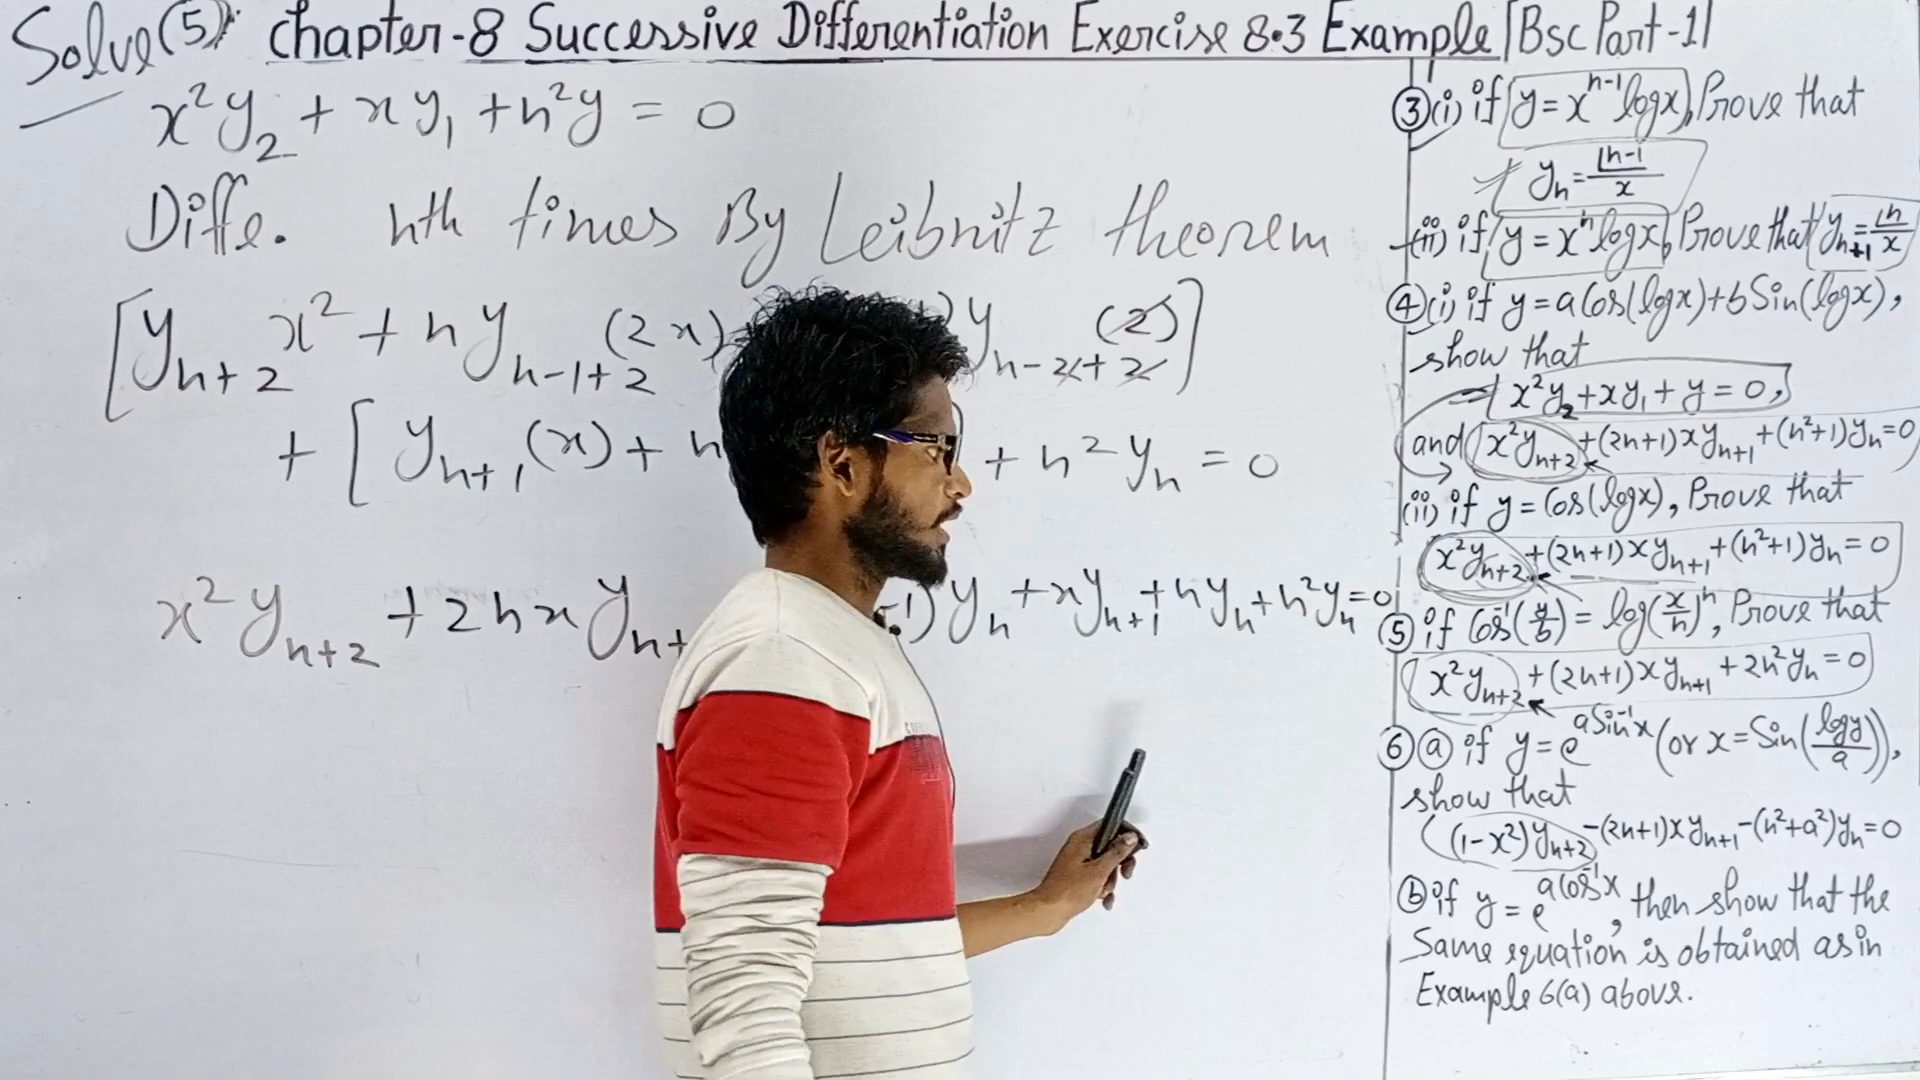 Solve (5) Chapter-8 Successive Differentiation Exercise 8.3 Example [Bsc Part-1]
x²y₂ + xy₁ + n²y = 0
Diffe. nth times By Leibnitz theorem
[yₙ₊₂ x² + n yₙ₋₁₊₂ (2x) ) yₙ₋₂₊₂ (2)]
+ [yₙ₊₁ (x) + n + n²yₙ = 0
x²yₙ₊₂ + 2nx yₙ₊ -1) yₙ + xyₙ₊₁ + nyₙ + n²yₙ = 0
③(i) if y = xⁿ⁻¹ logx, Prove that
yₙ = |n-1 / x
(ii) if y = xⁿ logx, Prove that yₙ₊₁ = |n / x
④(i) if y = a Cos(logx) + b Sin(logx),
show that
x²y₂ + xy₁ + y = 0,
and x²yₙ₊₂ + (2n+1)xyₙ₊₁ + (n²+1)yₙ = 0
(ii) if y = Cos(logx), Prove that
x²yₙ₊₂ + (2n+1)xyₙ₊₁ + (n²+1)yₙ = 0
⑤ if Cos⁻¹(y/b) = log(x/n)ⁿ, Prove that
x²yₙ₊₂ + (2n+1)xyₙ₊₁ + 2n²yₙ = 0
⑥ ⓐ if y = e^(a Sin⁻¹x) (or x = Sin(logy/a)),
show that
(1-x²)yₙ₊₂ - (2n+1)xyₙ₊₁ - (n²+a²)yₙ = 0
ⓑ if y = e^(a Cos⁻¹x), then show that the
Same equation is obtained as in
Example 6(a) above.